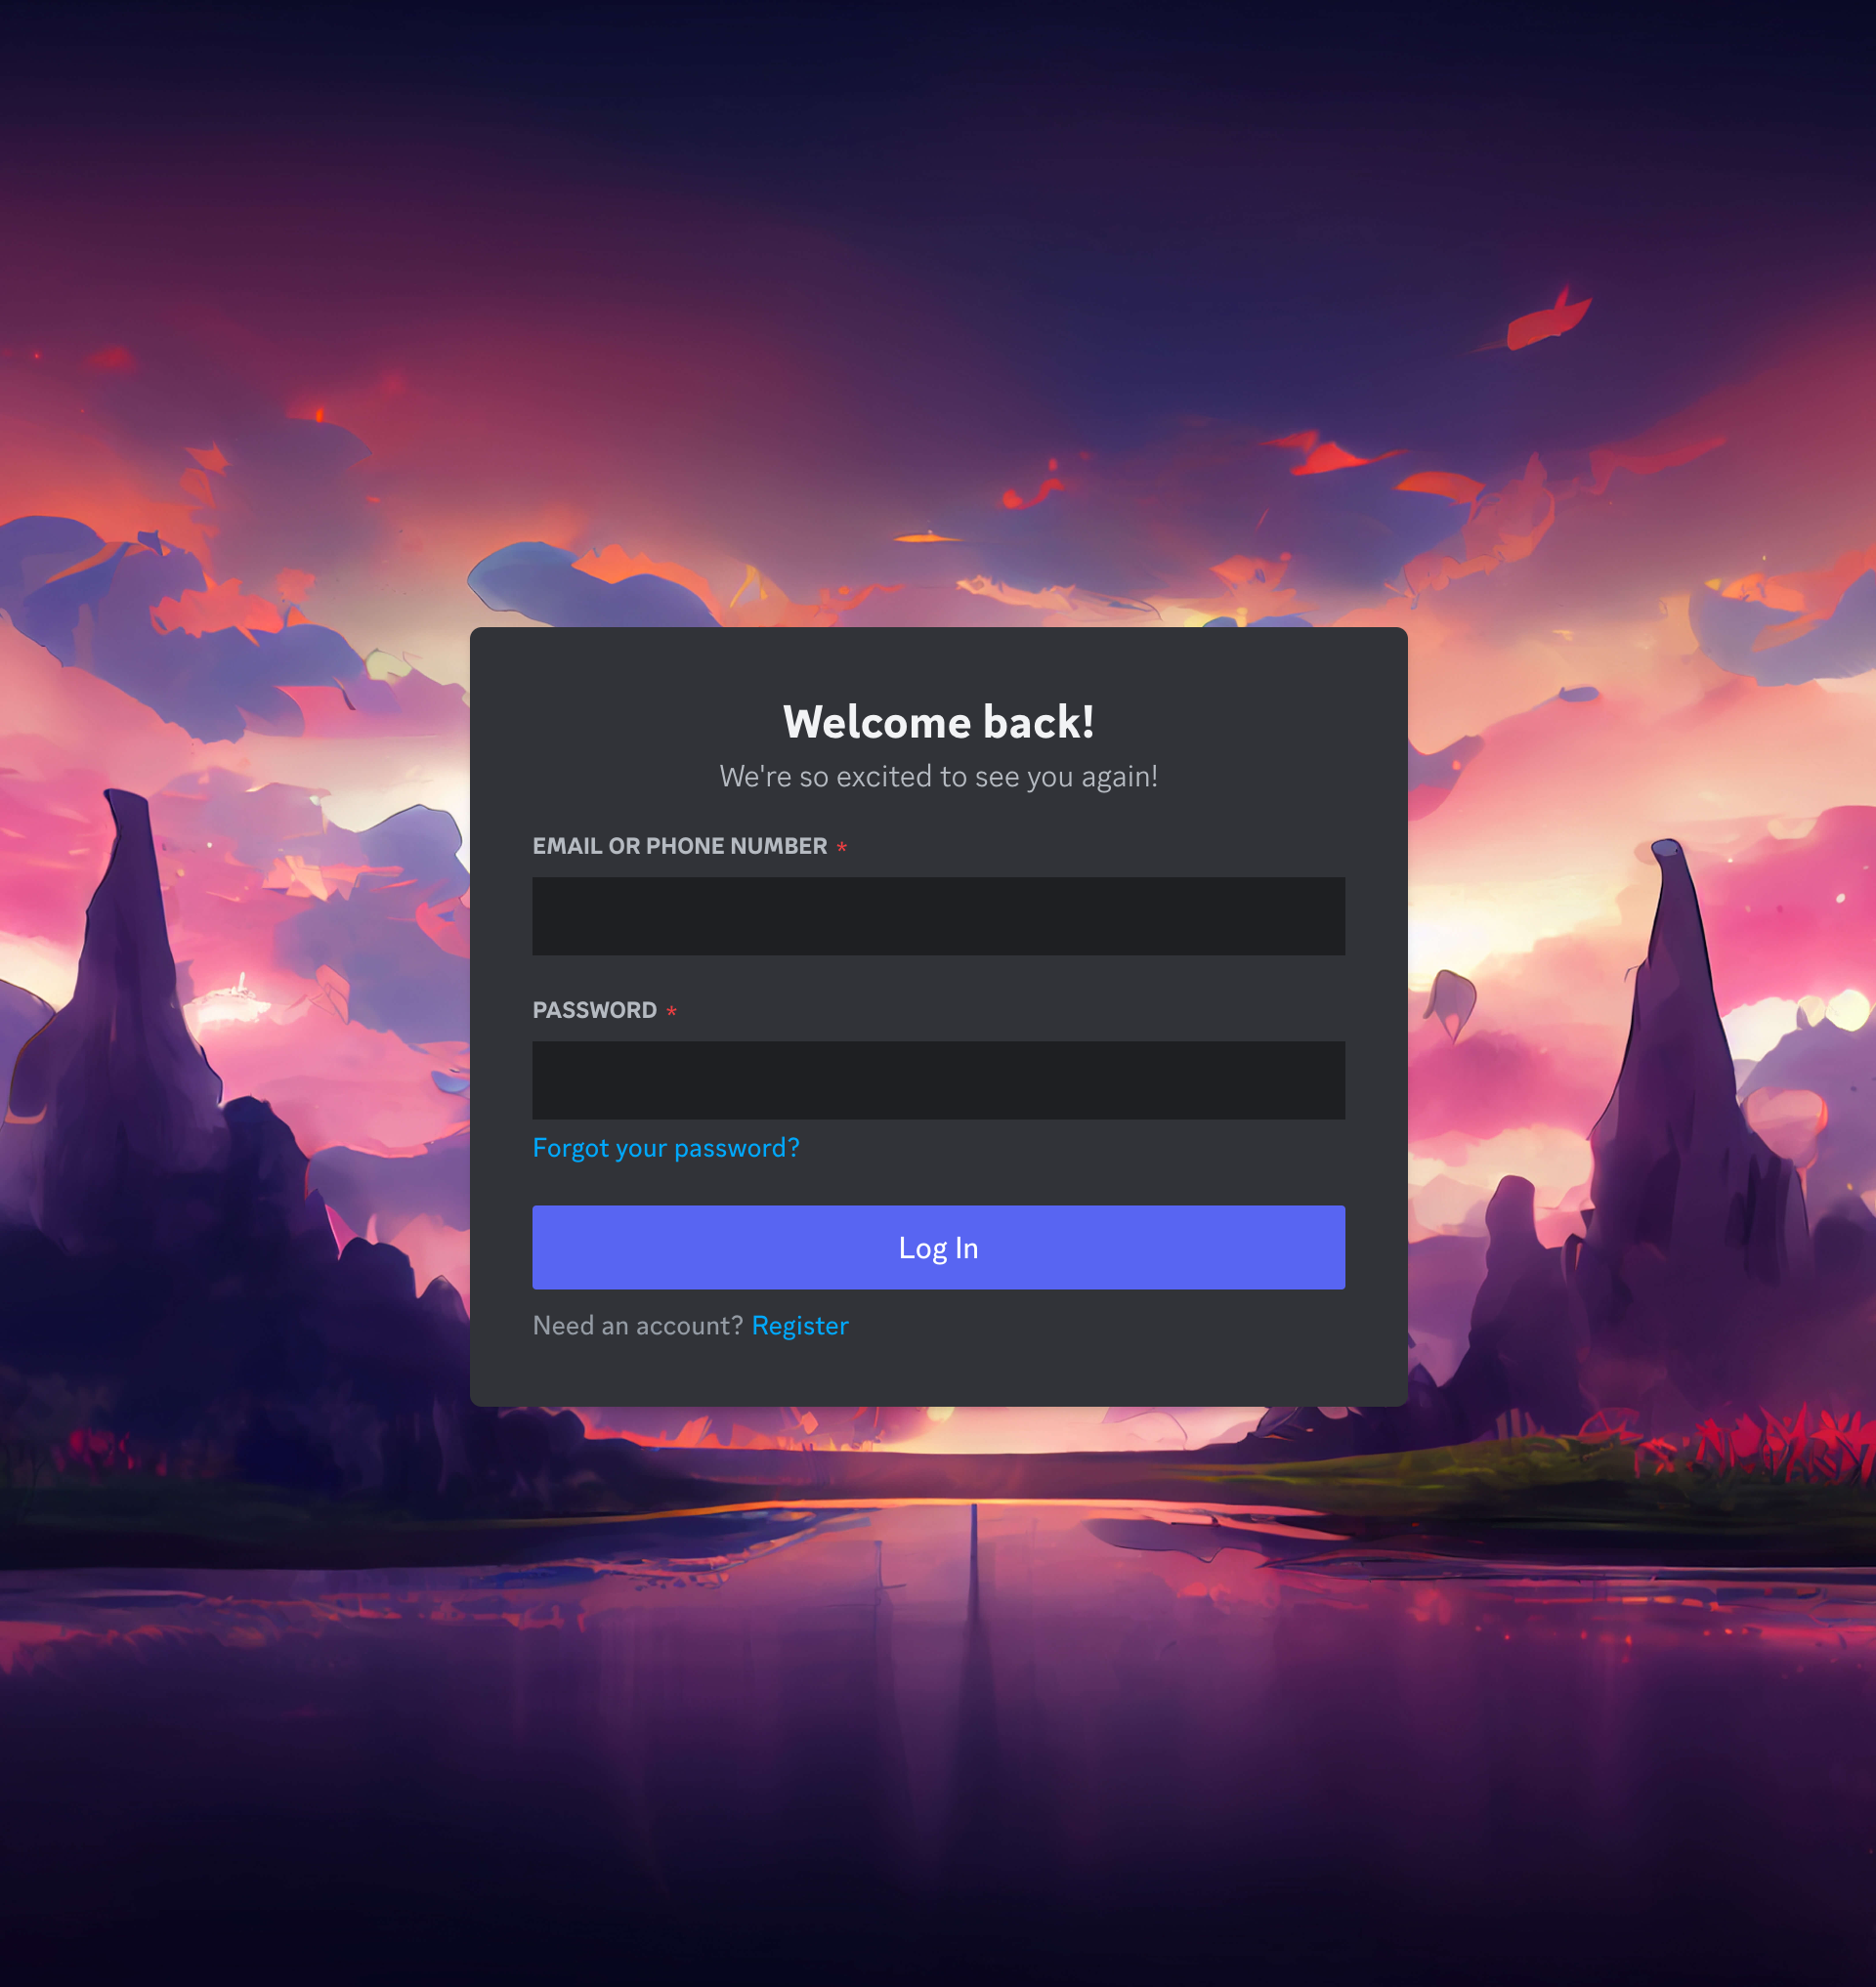 Welcome back!
We're so excited to see you again!
EMAIL OR PHONE NUMBER *
PASSWORD *
Forgot your password?
Log In
Need an account? Register